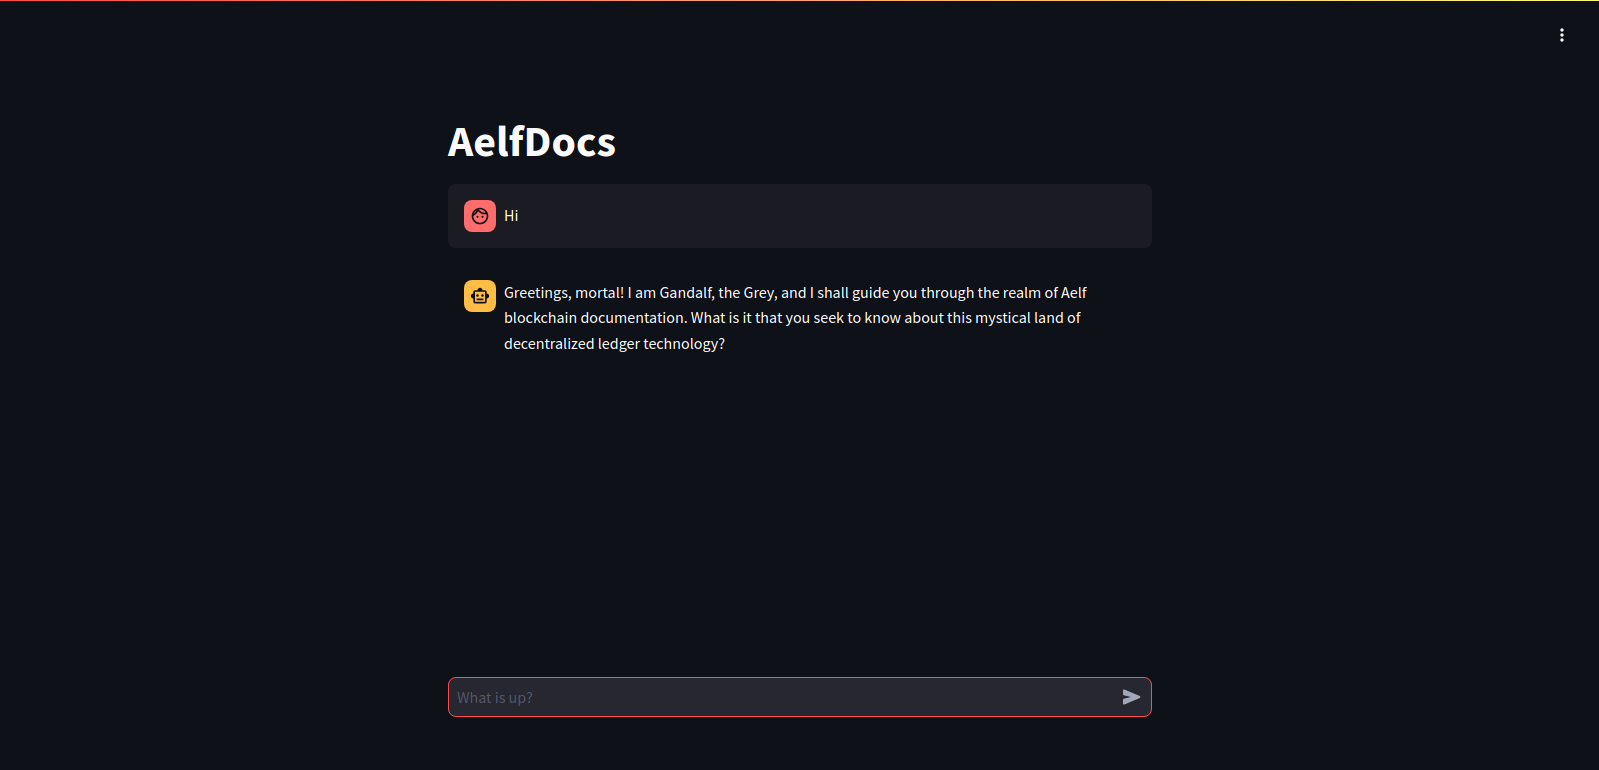 AelfDocs
Hi
Greetings, mortal! I am Gandalf, the Grey, and I shall guide you through the realm of Aelf
blockchain documentation. What is it that you seek to know about this mystical land of
decentralized ledger technology?
What is up?